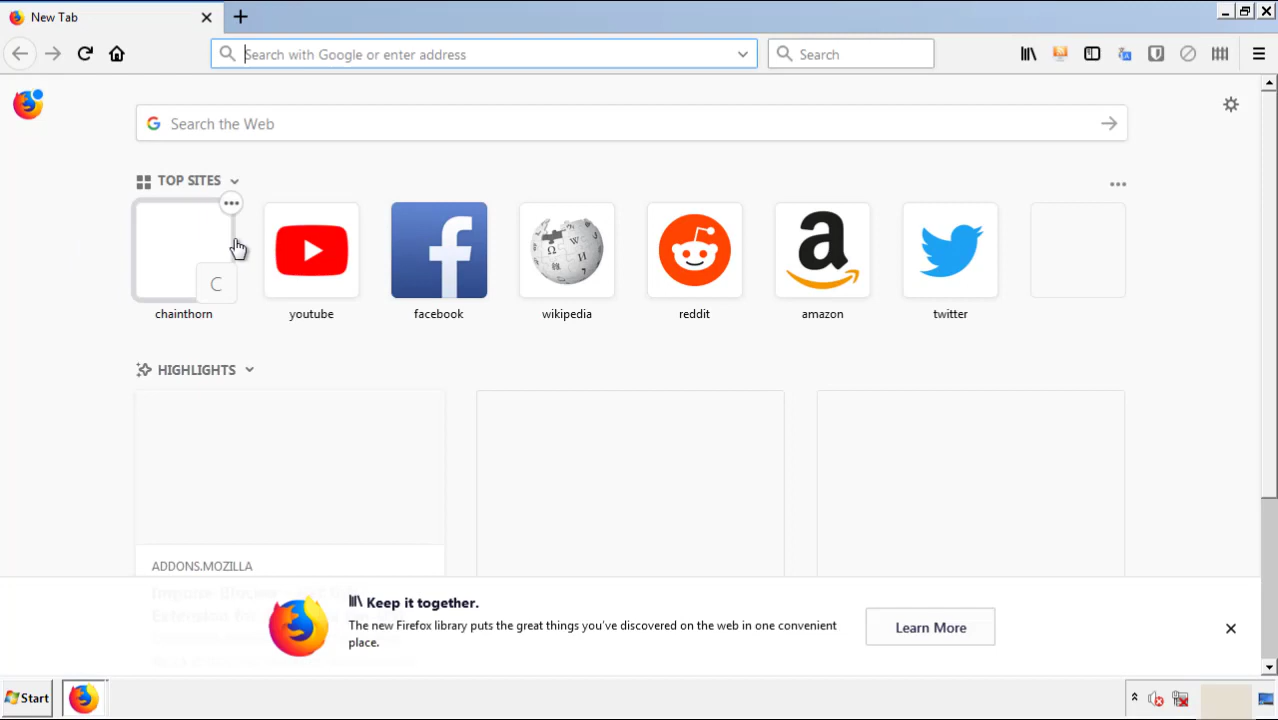 New Tab
Search with Google or enter address
Search
Search the Web
TOP SITES
C
chainthorn
youtube
facebook
wikipedia
reddit
amazon
twitter
HIGHLIGHTS
ADDONS.MOZILLA
Keep it together.
The new Firefox library puts the great things you've discovered on the web in one convenient
place.
Learn More
Start